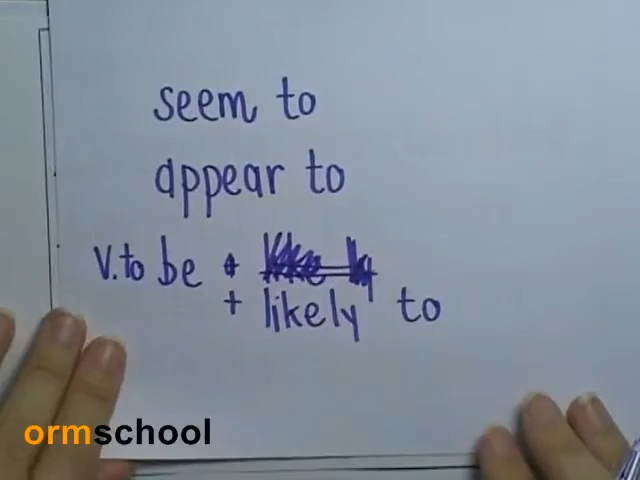 seem to
appear to
v. to be +
+ likely to
ormschool